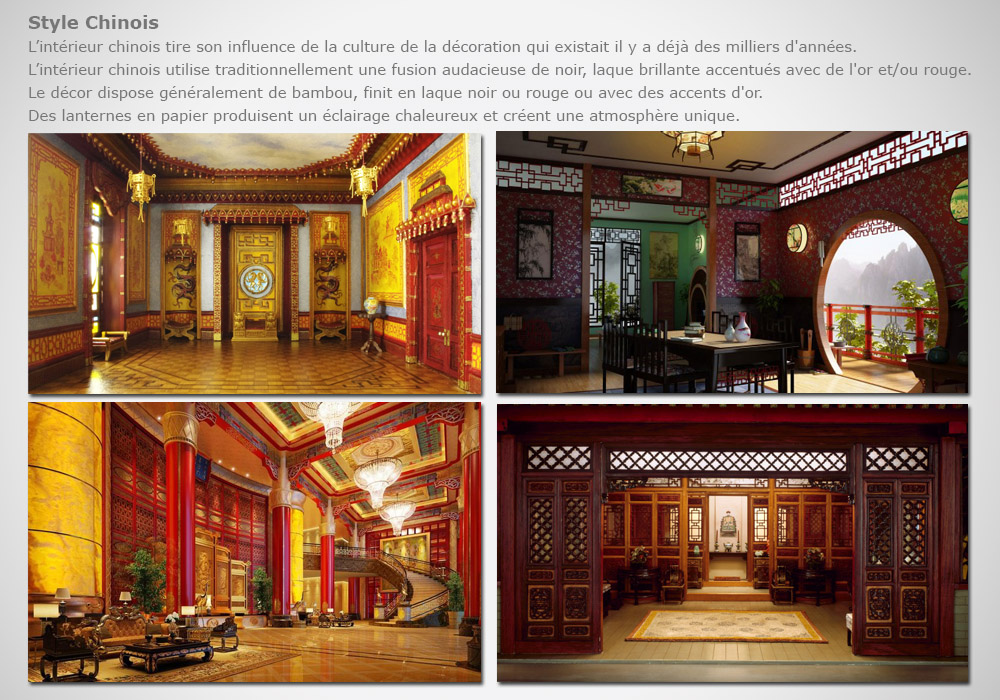 Style Chinois
L’intérieur chinois tire son influence de la culture de la décoration qui existait il y a déjà des milliers d'années.
L’intérieur chinois utilise traditionnellement une fusion audacieuse de noir, laque brillante accentués avec de l'or et/ou rouge.
Le décor dispose généralement de bambou, finit en laque noir ou rouge ou avec des accents d'or.
Des lanternes en papier produisent un éclairage chaleureux et créent une atmosphère unique.